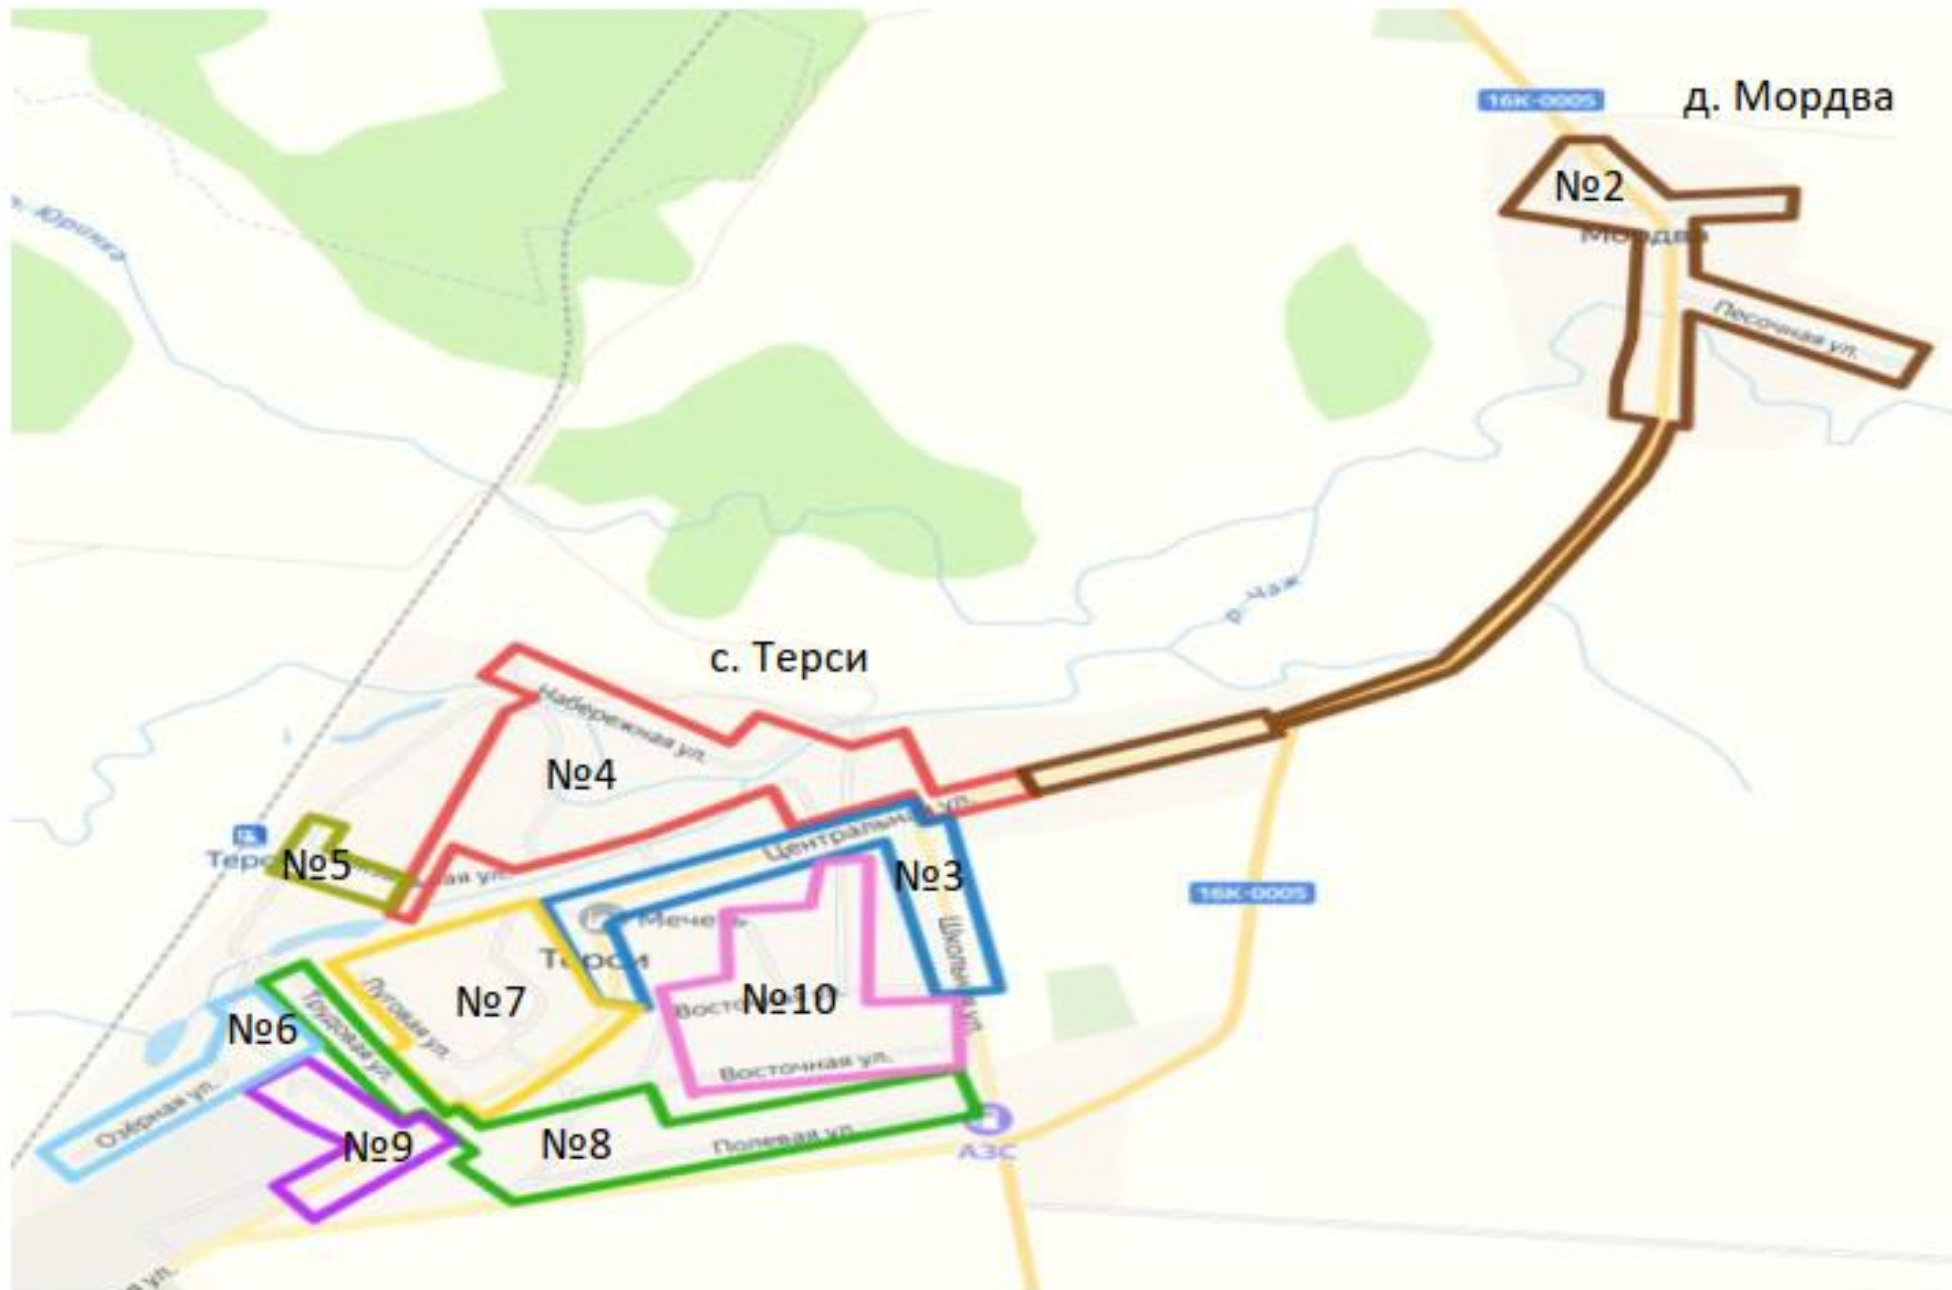 16К-0005
д. Мордва
№2
Мордва
р. Юринка
Песочная ул.
р. Чаж
с. Терси
Набережная ул.
№4
Центральная ул.
№5
№3
16К-0005
Мечеть
Терси
Школьная ул.
№7
Луговая ул.
№10
№6
Трудовая ул.
Восточная ул.
Озёрная ул.
№9
№8
Полевая ул.
АЗС